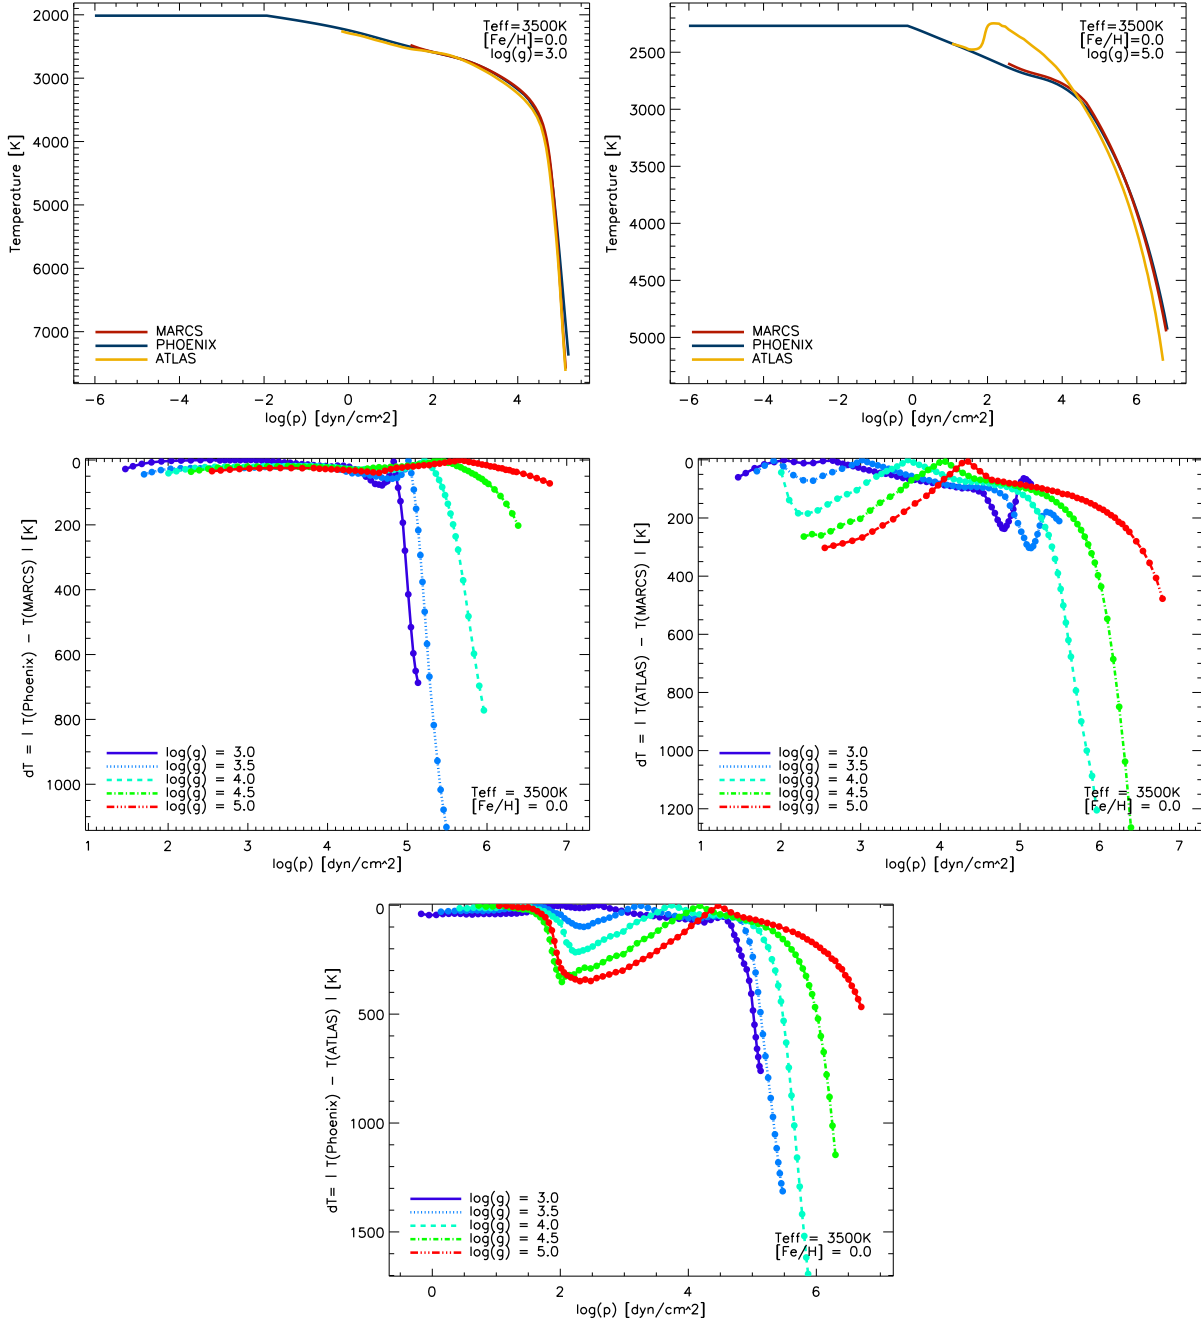 Teff=3500K
[Fe/H]=0.0
log(g)=3.0
2000
3000
4000
5000
6000
7000
Temperature [K]
MARCS
PHOENIX
ATLAS
−6 −4 −2 0 2 4
log(p) [dyn/cm^2]
Teff=3500K
[Fe/H]=0.0
log(g)=5.0
2500
3000
3500
4000
4500
5000
Temperature [K]
MARCS
PHOENIX
ATLAS
−6 −4 −2 0 2 4 6
log(p) [dyn/cm^2]
0
200
400
600
800
1000
dT = | T(Phoenix) − T(MARCS) | [K]
log(g) = 3.0
log(g) = 3.5
log(g) = 4.0
log(g) = 4.5
log(g) = 5.0
Teff = 3500K
[Fe/H] = 0.0
1 2 3 4 5 6 7
log(p) [dyn/cm^2]
0
200
400
600
800
1000
1200
dT = | T(ATLAS) − T(MARCS) | [K]
log(g) = 3.0
log(g) = 3.5
log(g) = 4.0
log(g) = 4.5
log(g) = 5.0
Teff = 3500K
[Fe/H] = 0.0
1 2 3 4 5 6 7
log(p) [dyn/cm^2]
0
500
1000
1500
dT= | T(Phoenix) − T(ATLAS) | [K]
log(g) = 3.0
log(g) = 3.5
log(g) = 4.0
log(g) = 4.5
log(g) = 5.0
Teff = 3500K
[Fe/H] = 0.0
0 2 4 6
log(p) [dyn/cm^2]